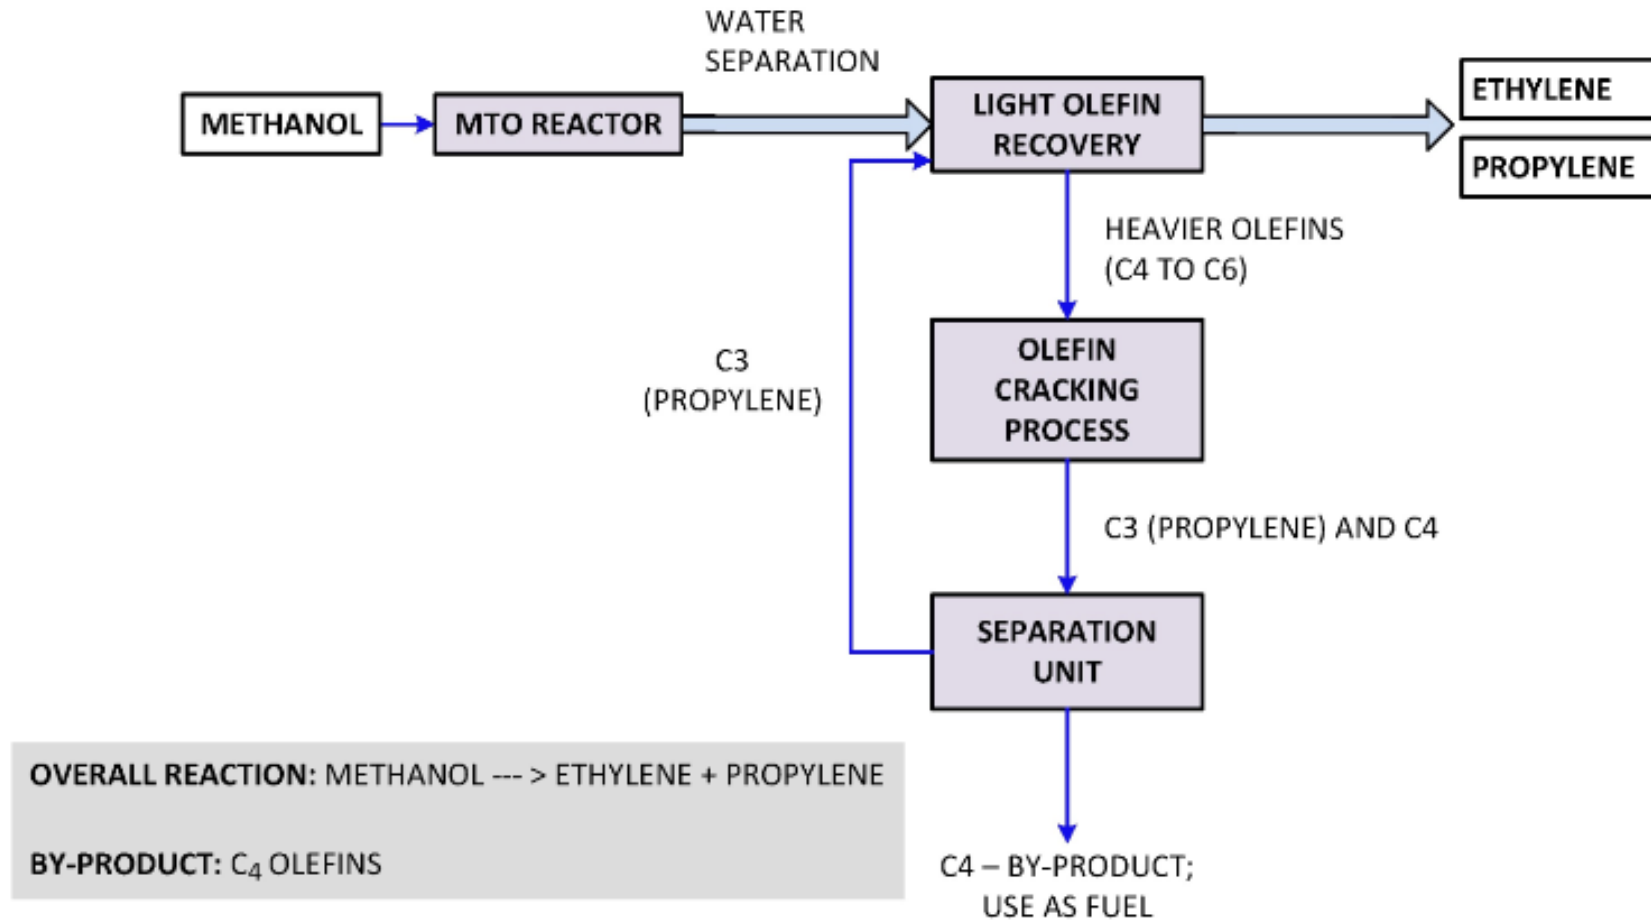 WATER
SEPARATION
METHANOL
MTO REACTOR
LIGHT OLEFIN
RECOVERY
ETHYLENE
PROPYLENE
HEAVIER OLEFINS
(C4 TO C6)
C3
(PROPYLENE)
OLEFIN
CRACKING
PROCESS
C3 (PROPYLENE) AND C4
SEPARATION
UNIT
OVERALL REACTION: METHANOL --- > ETHYLENE + PROPYLENE
BY-PRODUCT: C₄ OLEFINS
C4 – BY-PRODUCT;
USE AS FUEL